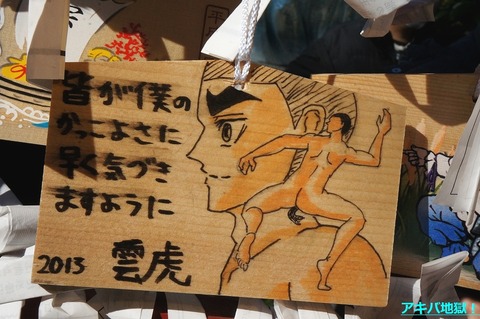 皆が僕の
かっこよさに
早く気づき
ますように
2013 雲虎
アキバ地獄!